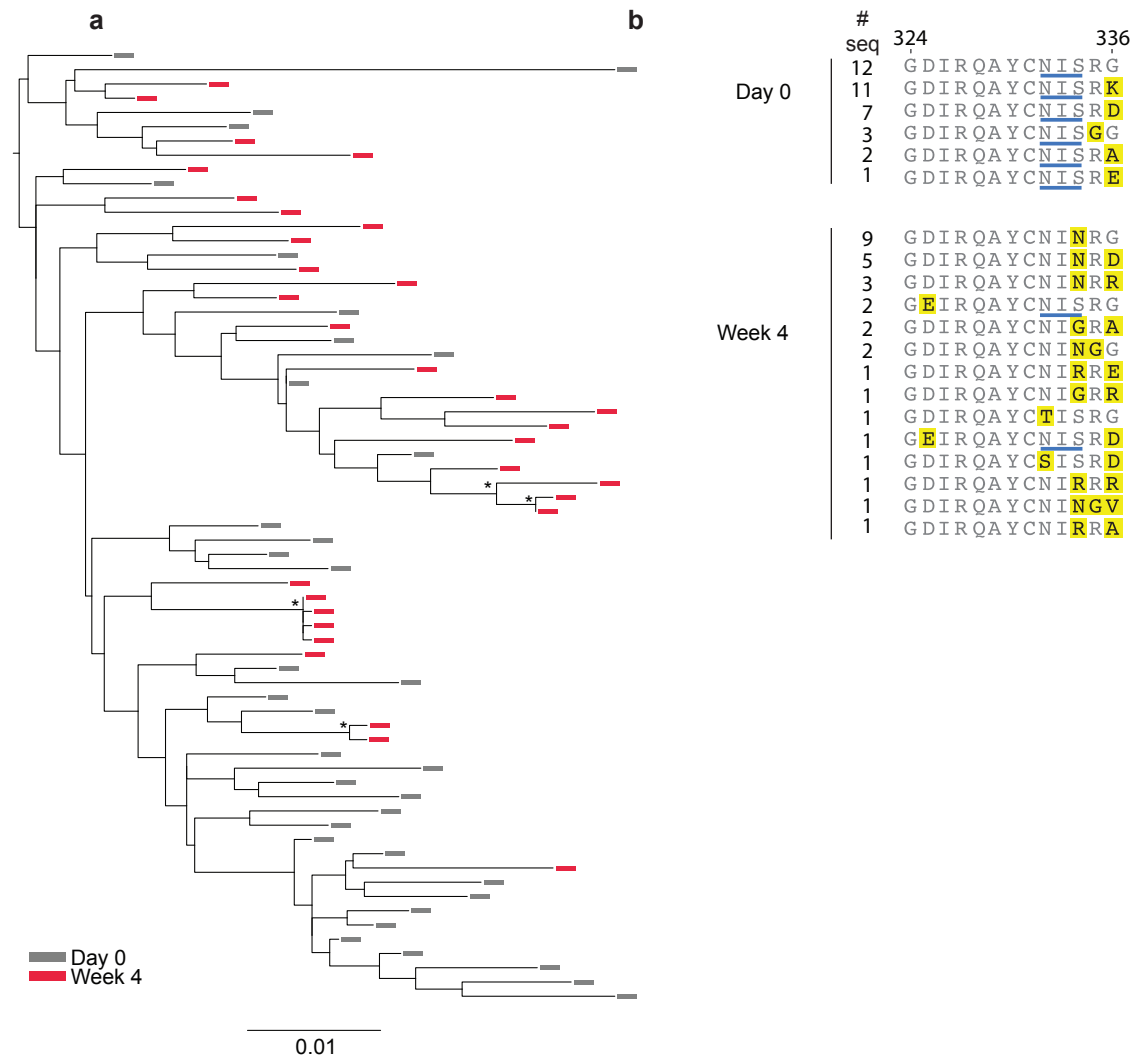 a
b
#
seq
324 336
Day 0
12 GDIRQAYCNISRG
11 GDIRQAYCNISRK
7 GDIRQAYCNISRD
3 GDIRQAYCNISGG
2 GDIRQAYCNISRA
1 GDIRQAYCNISRE
Week 4
9 GDIRQAYCNINRG
5 GDIRQAYCNINRD
3 GDIRQAYCNINRR
2 GEIRQAYCNISRG
2 GDIRQAYCNIGRA
2 GDIRQAYCNINGG
1 GDIRQAYCNIRRE
1 GDIRQAYCNIGRR
1 GDIRQAYCTISRG
1 GEIRQAYCNISRD
1 GDIRQAYCSISRD
1 GDIRQAYCNIRRR
1 GDIRQAYCNINGV
1 GDIRQAYCNIRRA
*
*
*
*
Day 0
Week 4
0.01